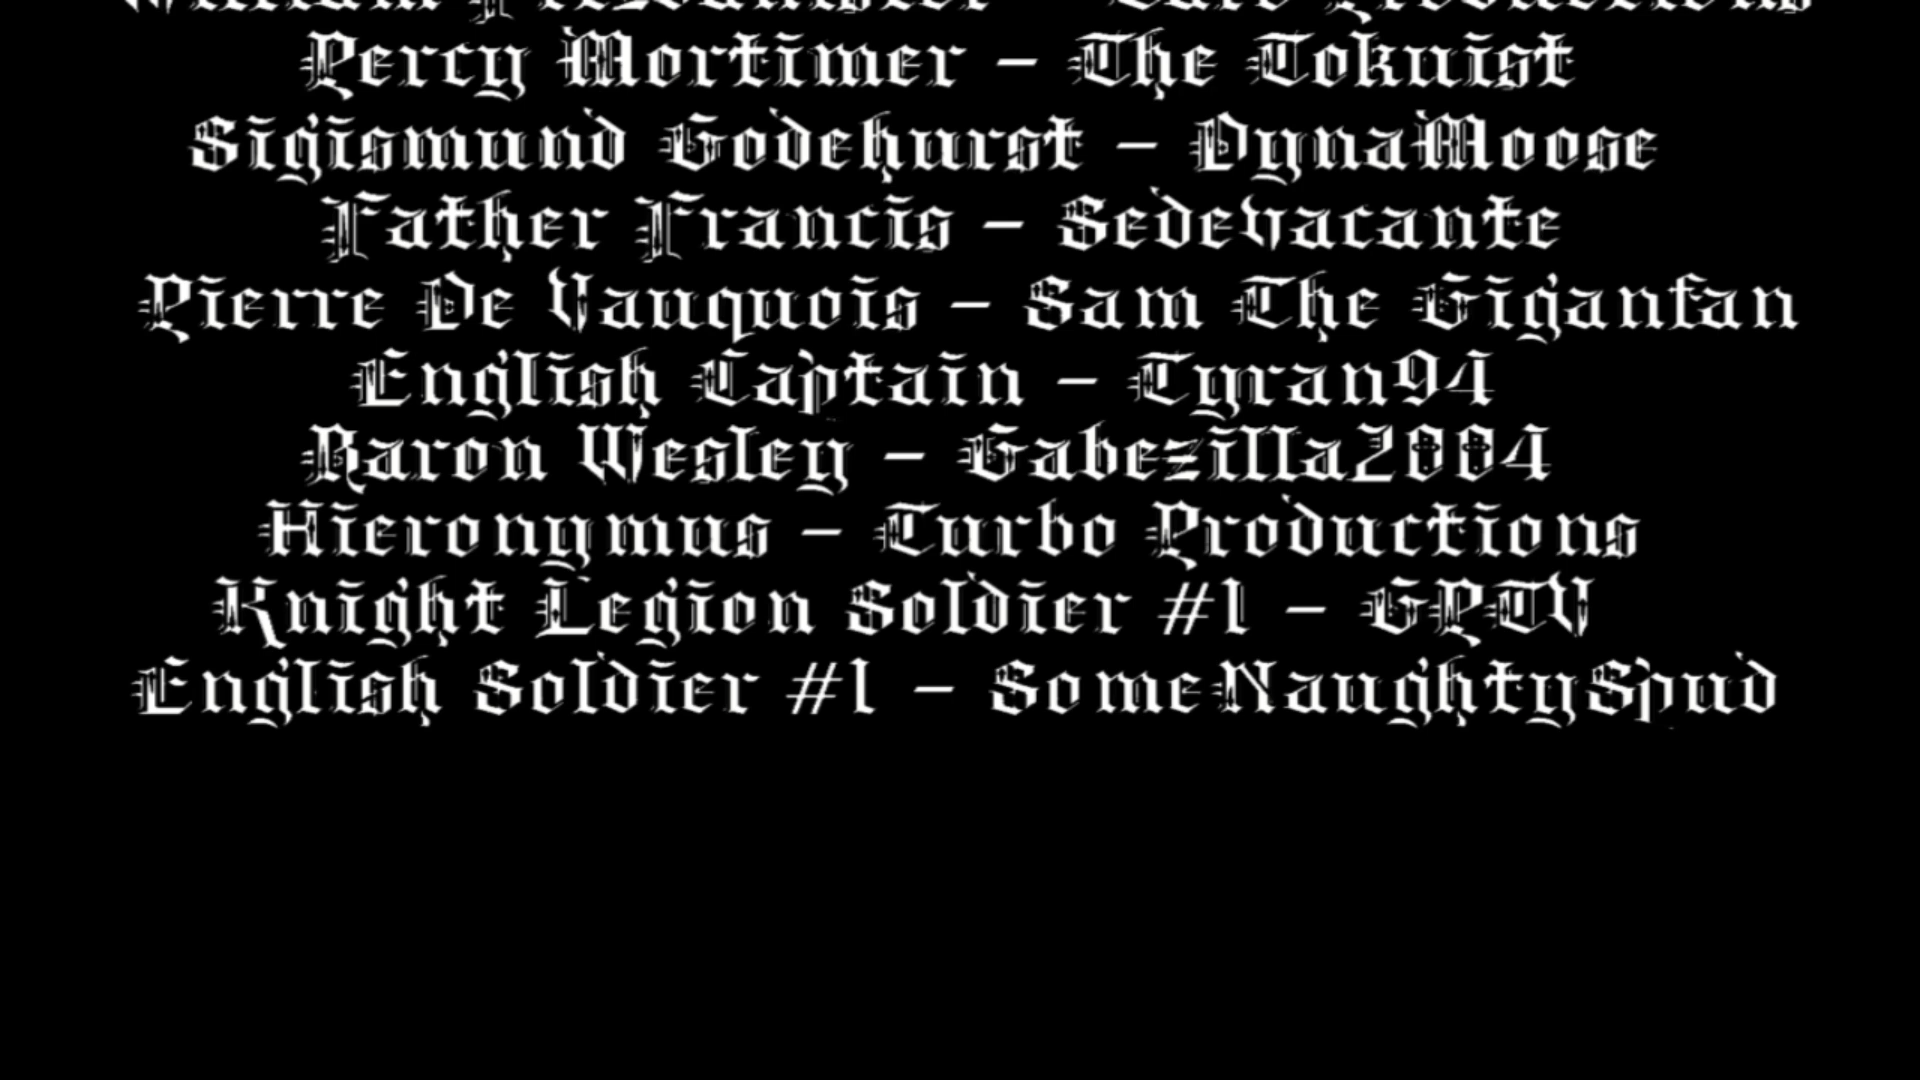 Percy Mortimer - The Tokuist
Sigismund Godehurst - DynaMoose
Father Francis - Sedevacante
Pierre De Vauquois - Sam The Giganfan
English Captain - Tyran94
Baron Wesley - Gabezilla2004
Hieronymus - Turbo Productions
Knight Legion Soldier #1 - GPTV
English Soldier #1 - SomeNaughtySpud